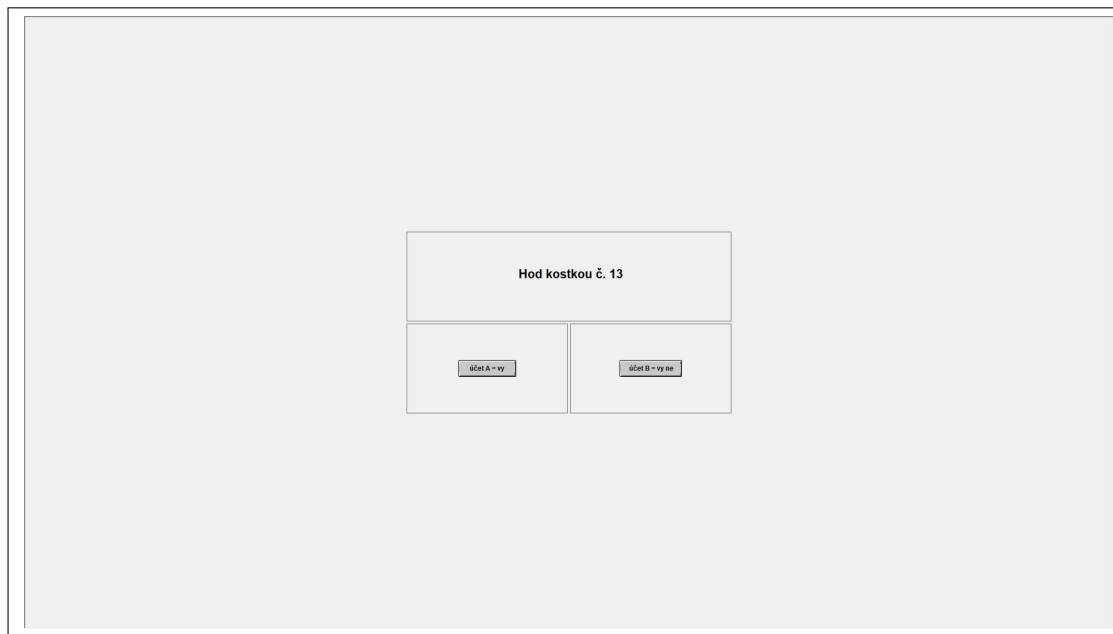 Hod kostkou č. 13
účet A = vy
účet B = vy ne